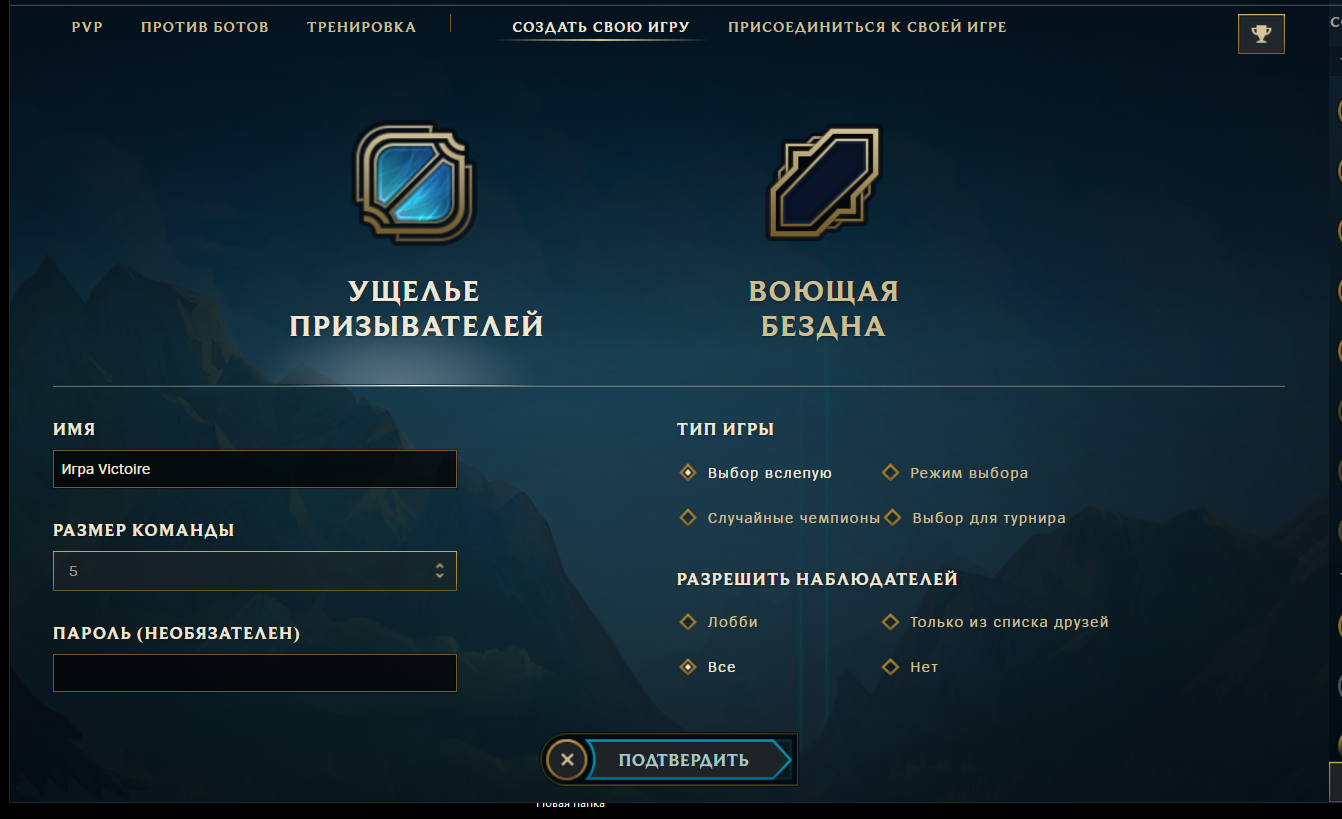 PVP ПРОТИВ БОТОВ ТРЕНИРОВКА СОЗДАТЬ СВОЮ ИГРУ ПРИСОЕДИНИТЬСЯ К СВОЕЙ ИГРЕ
УЩЕЛЬЕ
ПРИЗЫВАТЕЛЕЙ
ВОЮЩАЯ
БЕЗДНА
ИМЯ
Игра Victoire
РАЗМЕР КОМАНДЫ
5
ПАРОЛЬ (НЕОБЯЗАТЕЛЕН)
ТИП ИГРЫ
Выбор вслепую Режим выбора
Случайные чемпионы Выбор для турнира
РАЗРЕШИТЬ НАБЛЮДАТЕЛЕЙ
Лобби Только из списка друзей
Все Нет
ПОДТВЕРДИТЬ
Новая папка